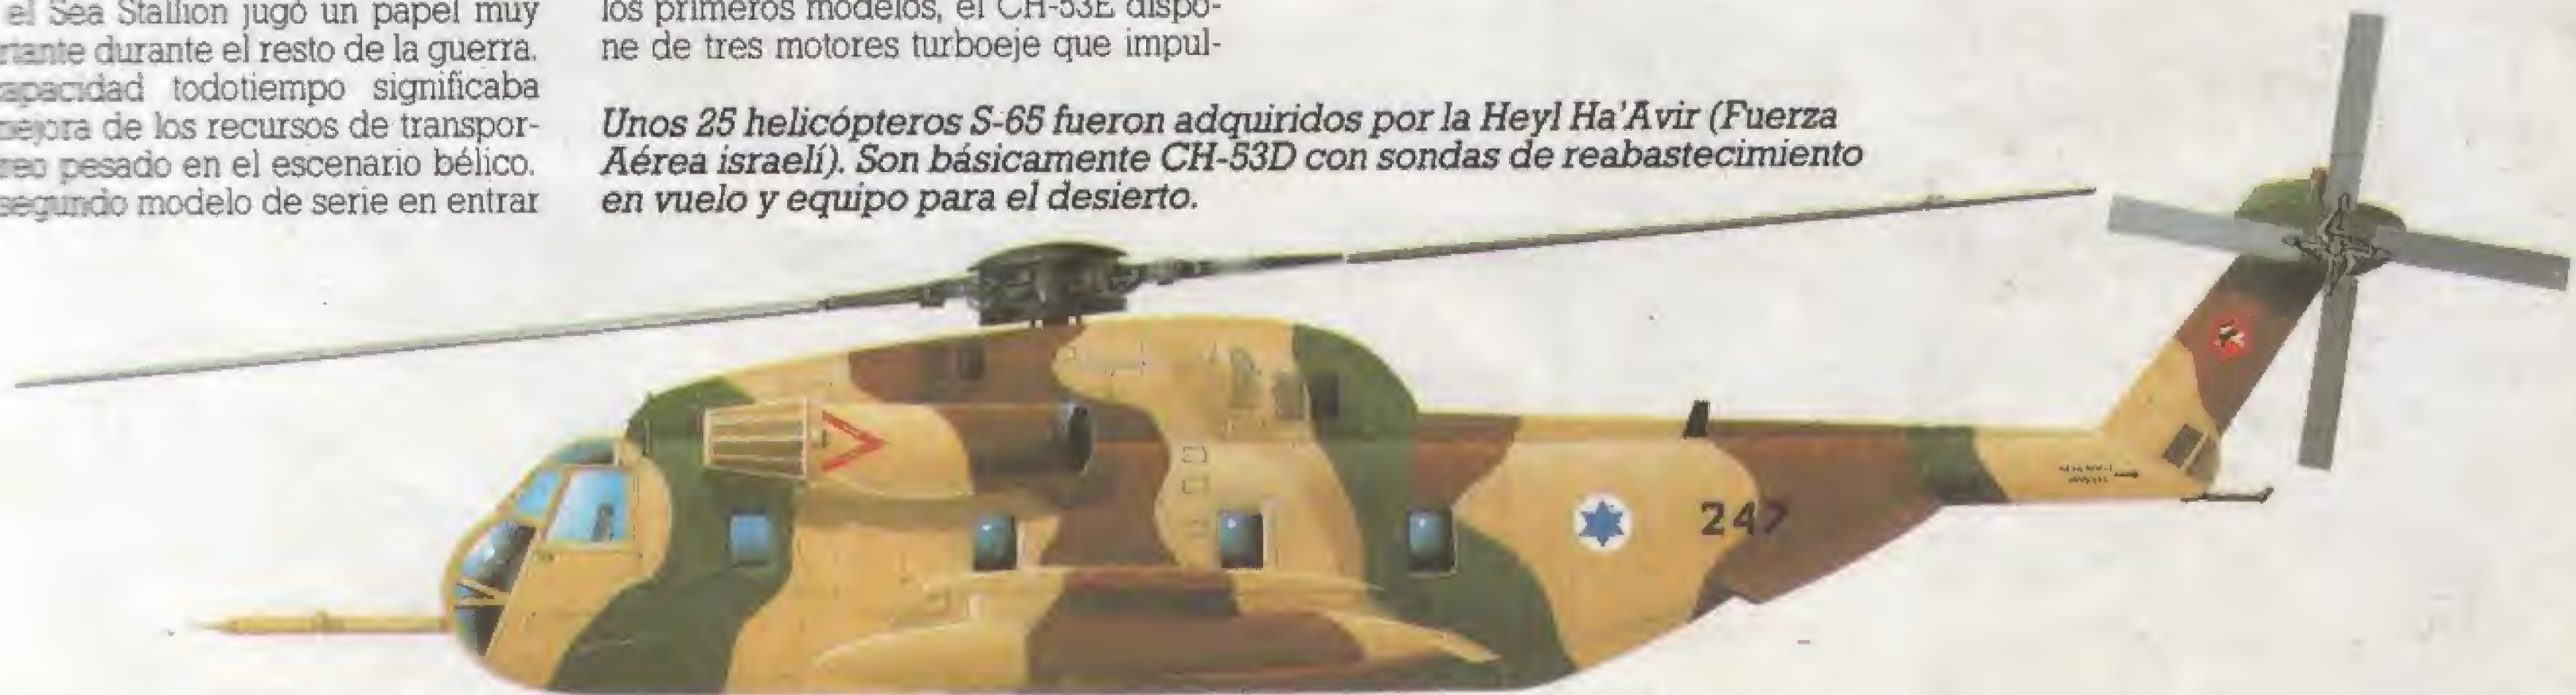 el Sea Stallion jugó un papel muy
durante el resto de la guerra.
todotiempo significaba
de los recursos de transpor-
pesado en el escenario bélico.
segundo modelo de serie en entrar
los primeros modelos, el CH-53E dispo-
ne de tres motores turboeje que impul-
Unos 25 helicópteros S-65 fueron adquiridos por la Heyl Ha'Avir (Fuerza
Aérea israelí). Son básicamente CH-53D con sondas de reabastecimiento
en vuelo y equipo para el desierto.
247